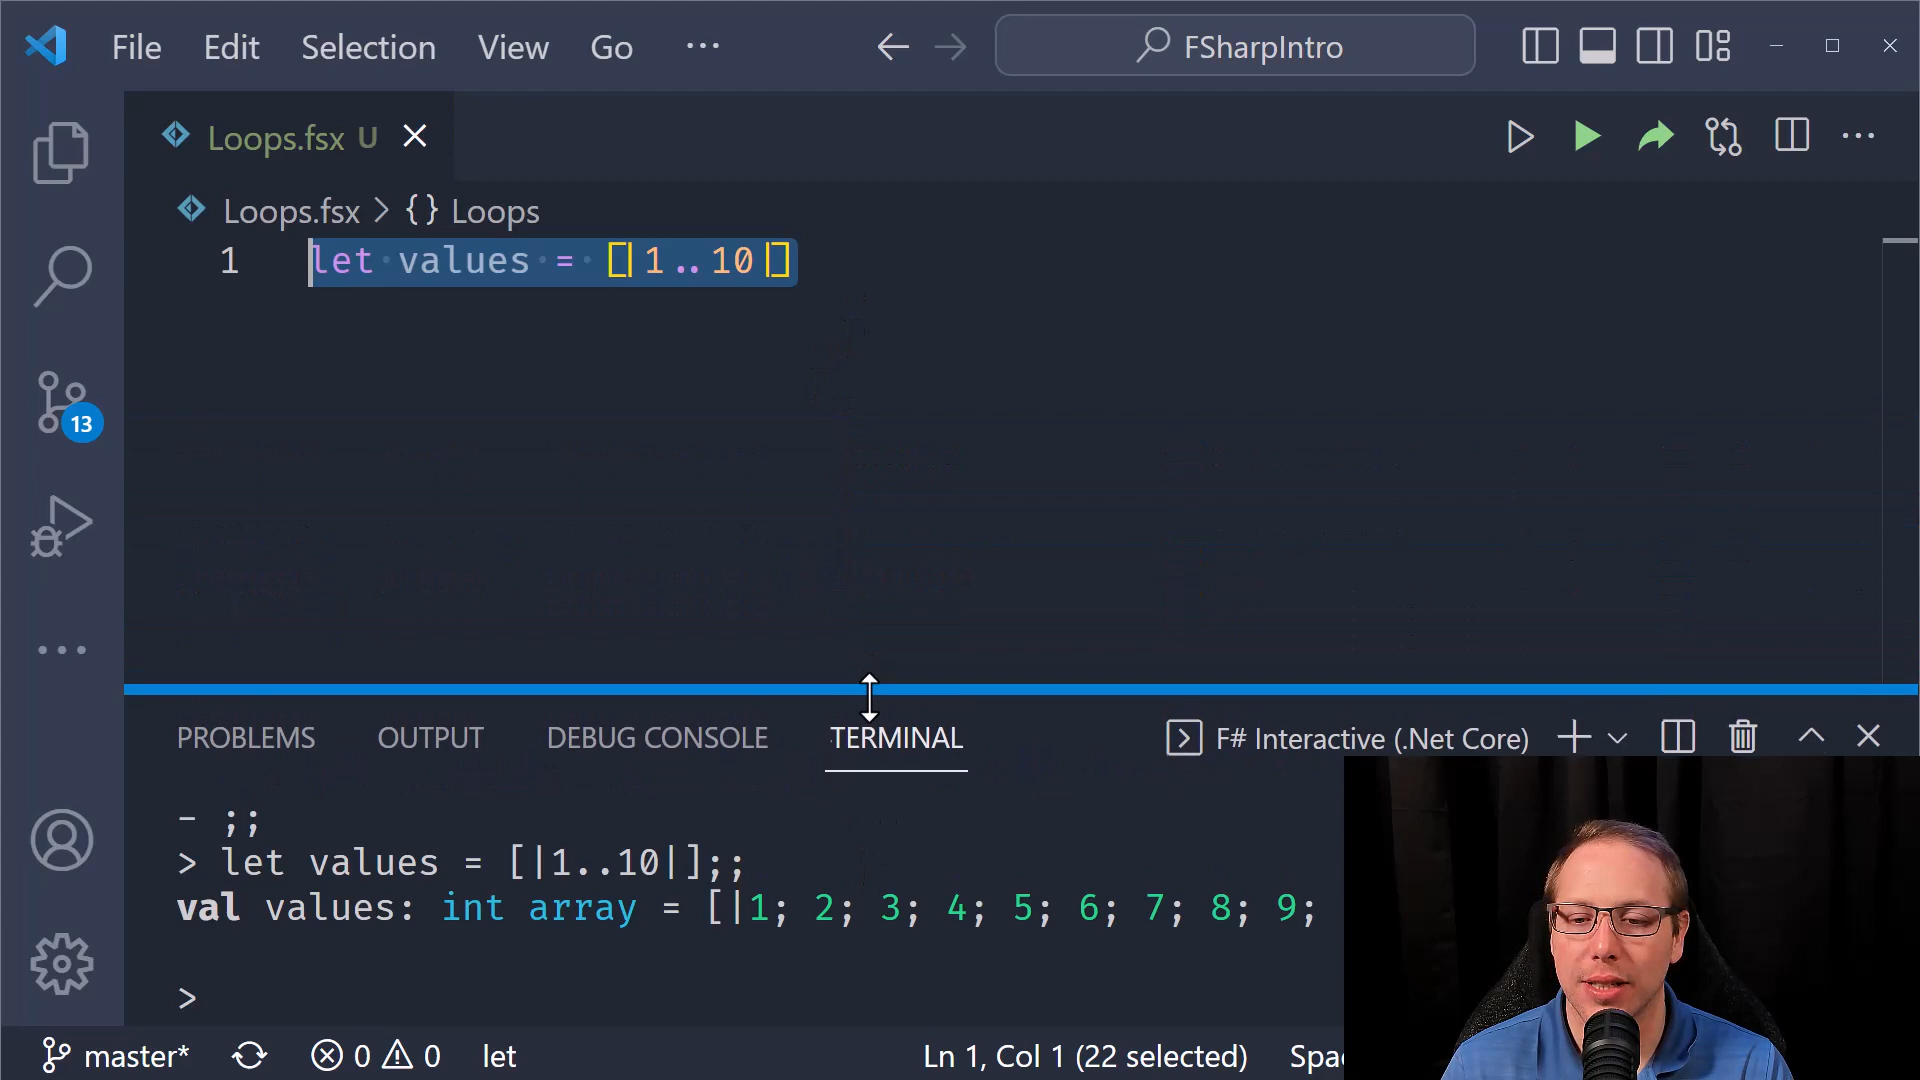 File Edit Selection View Go ··· FSharpIntro
Loops.fsx U
Loops.fsx > {} Loops
1 let values = [|1..10|]
13
PROBLEMS OUTPUT DEBUG CONSOLE TERMINAL F# Interactive (.Net Core)
- ;;
> let values = [|1..10|];;
val values: int array = [|1; 2; 3; 4; 5; 6; 7; 8; 9;
>
master* 0 0 let Ln 1, Col 1 (22 selected) Spa